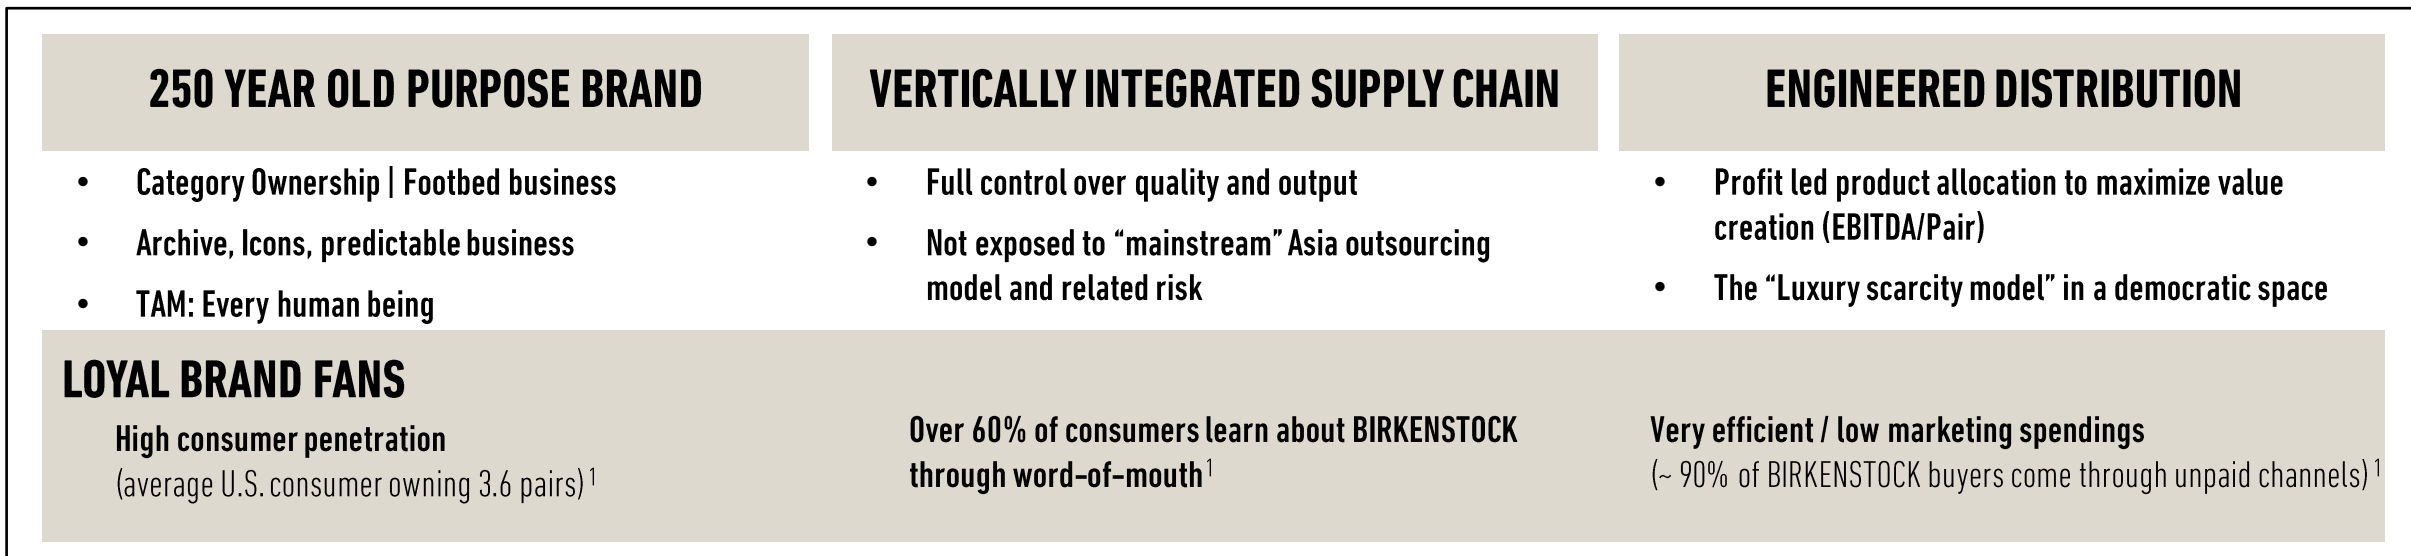 250 YEAR OLD PURPOSE BRAND
• Category Ownership | Footbed business
• Archive, Icons, predictable business
• TAM: Every human being
VERTICALLY INTEGRATED SUPPLY CHAIN
• Full control over quality and output
• Not exposed to “mainstream” Asia outsourcing
model and related risk
ENGINEERED DISTRIBUTION
• Profit led product allocation to maximize value
creation (EBITDA/Pair)
• The “Luxury scarcity model” in a democratic space
LOYAL BRAND FANS
High consumer penetration
(average U.S. consumer owning 3.6 pairs) 1
Over 60% of consumers learn about BIRKENSTOCK
through word-of-mouth 1
Very efficient / low marketing spendings
(~ 90% of BIRKENSTOCK buyers come through unpaid channels) 1